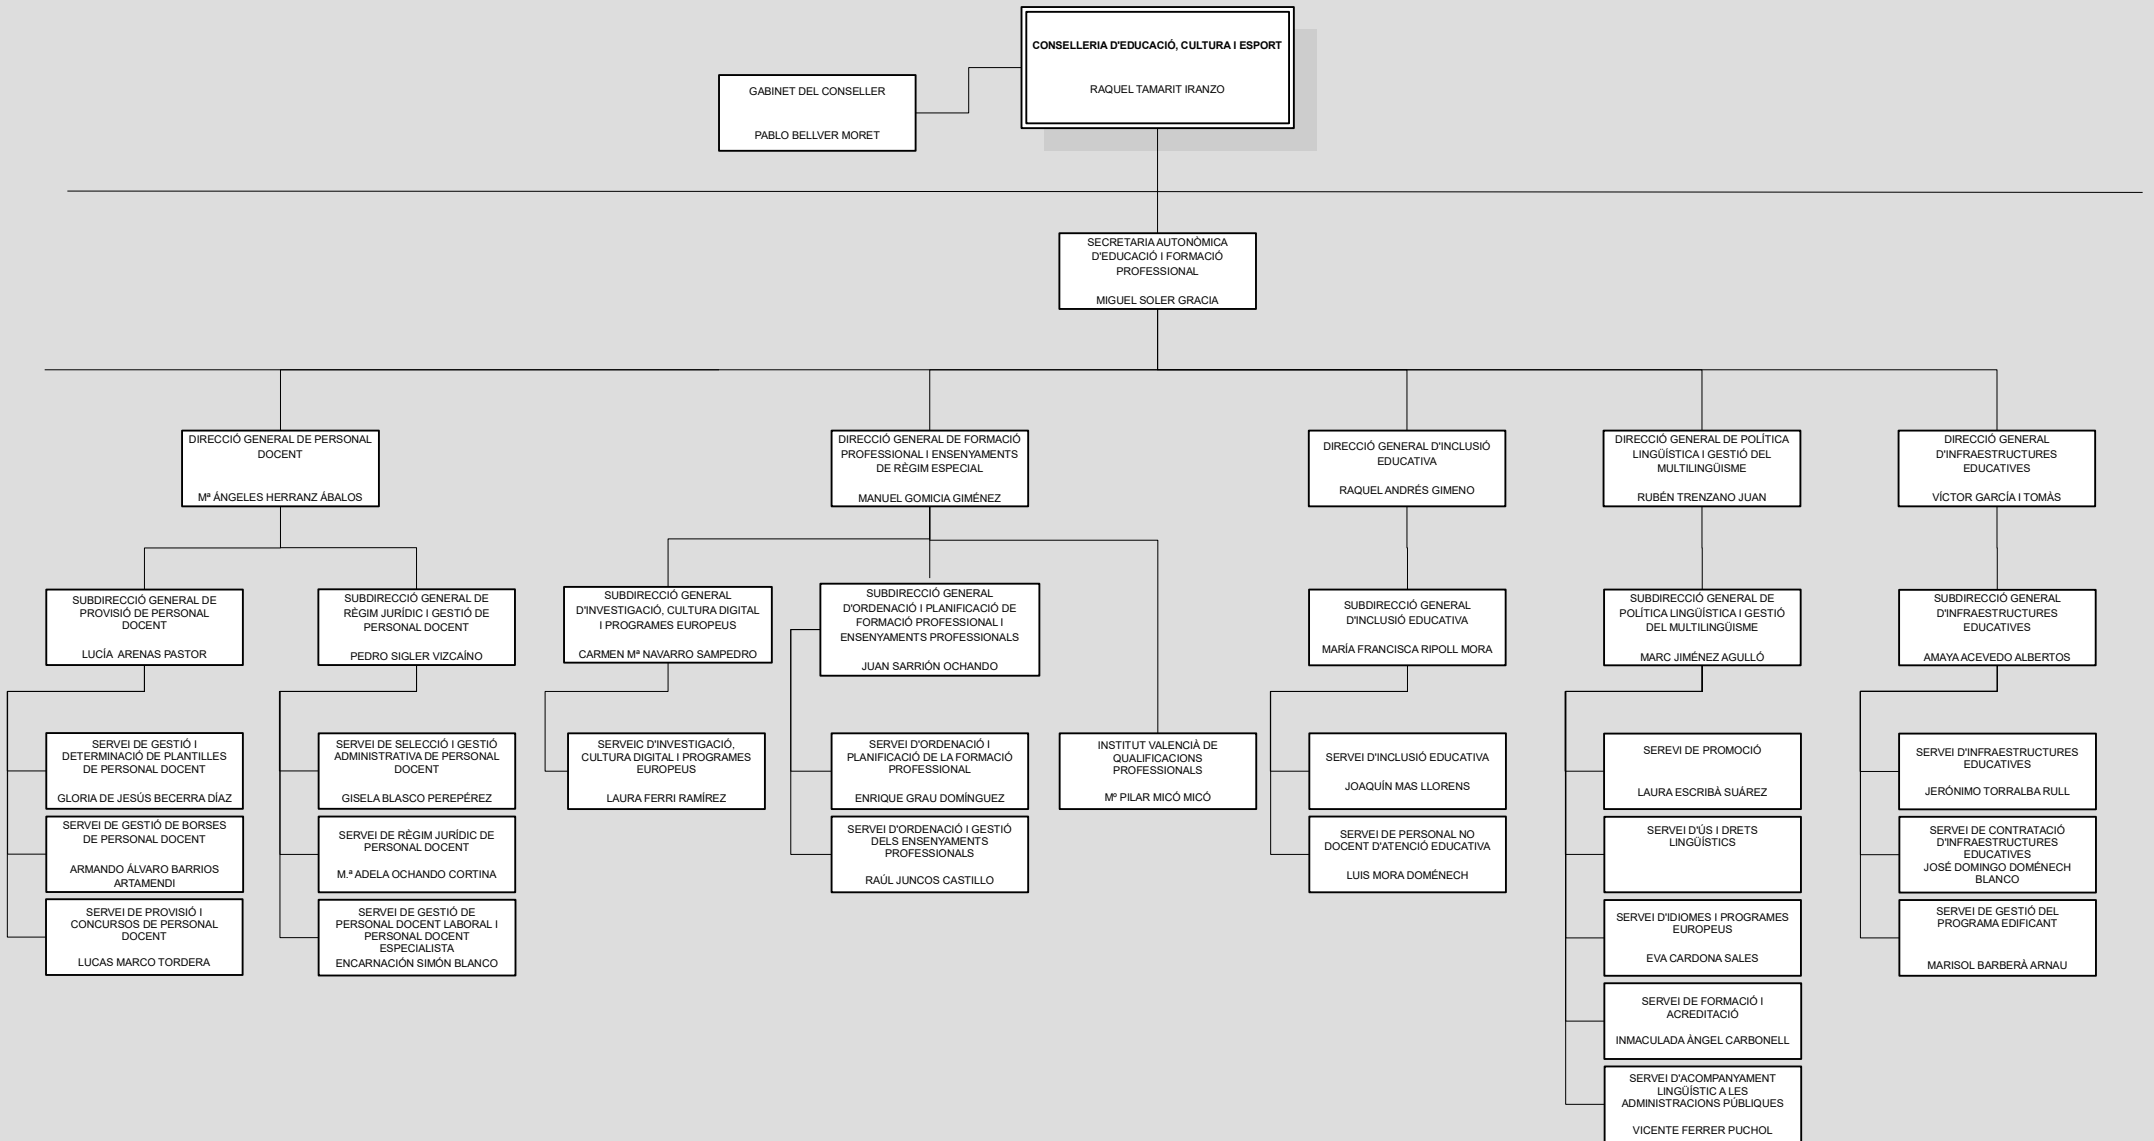 CONSELLERIA D'EDUCACIÓ, CULTURA I ESPORT
RAQUEL TAMARIT IRANZO
GABINET DEL CONSELLER
PABLO BELLVER MORET
SECRETARIA AUTONÒMICA
D'EDUCACIÓ I FORMACIÓ
PROFESSIONAL
MIGUEL SOLER GRACIA
DIRECCIÓ GENERAL DE PERSONAL
DOCENT
Mª ÁNGELES HERRANZ ÁBALOS
DIRECCIÓ GENERAL DE FORMACIÓ
PROFESSIONAL I ENSENYAMENTS
DE RÈGIM ESPECIAL
MANUEL GOMICIA GIMÉNEZ
DIRECCIÓ GENERAL D'INCLUSIÓ
EDUCATIVA
RAQUEL ANDRÉS GIMENO
DIRECCIÓ GENERAL DE POLÍTICA
LINGÜÍSTICA I GESTIÓ DEL
MULTILINGÜISME
RUBÉN TRENZANO JUAN
DIRECCIÓ GENERAL
D'INFRAESTRUCTURES
EDUCATIVES
VÍCTOR GARCÍA I TOMÀS
SUBDIRECCIÓ GENERAL DE
PROVISIÓ DE PERSONAL
DOCENT
LUCÍA ARENAS PASTOR
SUBDIRECCIÓ GENERAL DE
RÈGIM JURÍDIC I GESTIÓ DE
PERSONAL DOCENT
PEDRO SIGLER VIZCAÍNO
SUBDIRECCIÓ GENERAL
D'INVESTIGACIÓ, CULTURA DIGITAL
I PROGRAMES EUROPEUS
CARMEN Mª NAVARRO SAMPEDRO
SUBDIRECCIÓ GENERAL
D'ORDENACIÓ I PLANIFICACIÓ DE
FORMACIÓ PROFESSIONAL I
ENSENYAMENTS PROFESSIONALS
JUAN SARRIÓN OCHANDO
SUBDIRECCIÓ GENERAL
D'INCLUSIÓ EDUCATIVA
MARÍA FRANCISCA RIPOLL MORA
SUBDIRECCIÓ GENERAL DE
POLÍTICA LINGÜÍSTICA I GESTIÓ
DEL MULTILINGÜISME
MARC JIMÉNEZ AGULLÓ
SUBDIRECCIÓ GENERAL
D'INFRAESTRUCTURES
EDUCATIVES
AMAYA ACEVEDO ALBERTOS
SERVEI DE GESTIÓ I
DETERMINACIÓ DE PLANTILLES
DE PERSONAL DOCENT
GLORIA DE JESÚS BECERRA DÍAZ
SERVEI DE GESTIÓ DE BORSES
DE PERSONAL DOCENT
ARMANDO ÁLVARO BARRIOS
ARTAMENDI
SERVEI DE PROVISIÓ I
CONCURSOS DE PERSONAL
DOCENT
LUCAS MARCO TORDERA
SERVEI DE SELECCIÓ I GESTIÓ
ADMINISTRATIVA DE PERSONAL
DOCENT
GISELA BLASCO PEREPÉREZ
SERVEI DE RÈGIM JURÍDIC DE
PERSONAL DOCENT
M.ª ADELA OCHANDO CORTINA
SERVEI DE GESTIÓ DE
PERSONAL DOCENT LABORAL I
PERSONAL DOCENT
ESPECIALISTA
ENCARNACIÓN SIMÓN BLANCO
SERVEIC D'INVESTIGACIÓ,
CULTURA DIGITAL I PROGRAMES
EUROPEUS
LAURA FERRI RAMÍREZ
SERVEI D'ORDENACIÓ I
PLANIFICACIÓ DE LA FORMACIÓ
PROFESSIONAL
ENRIQUE GRAU DOMÍNGUEZ
SERVEI D'ORDENACIÓ I GESTIÓ
DELS ENSENYAMENTS
PROFESSIONALS
RAÚL JUNCOS CASTILLO
INSTITUT VALENCIÀ DE
QUALIFICACIONS
PROFESSIONALS
Mº PILAR MICÓ MICÓ
SERVEI D'INCLUSIÓ EDUCATIVA
JOAQUÍN MAS LLORENS
SERVEI DE PERSONAL NO
DOCENT D'ATENCIÓ EDUCATIVA
LUIS MORA DOMÉNECH
SEREVI DE PROMOCIÓ
LAURA ESCRIBÀ SUÁREZ
SERVEI D'ÚS I DRETS
LINGÜÍSTICS
SERVEI D'IDIOMES I PROGRAMES
EUROPEUS
EVA CARDONA SALES
SERVEI DE FORMACIÓ I
ACREDITACIÓ
INMACULADA ÀNGEL CARBONELL
SERVEI D'ACOMPANYAMENT
LINGÜÍSTIC A LES
ADMINISTRACIONS PÚBLIQUES
VICENTE FERRER PUCHOL
SERVEI D'INFRAESTRUCTURES
EDUCATIVES
JERÓNIMO TORRALBA RULL
SERVEI DE CONTRATACIÓ
D'INFRAESTRUCTURES
EDUCATIVES
JOSÉ DOMINGO DOMÉNECH
BLANCO
SERVEI DE GESTIÓ DEL
PROGRAMA EDIFICANT
MARISOL BARBERÀ ARNAU